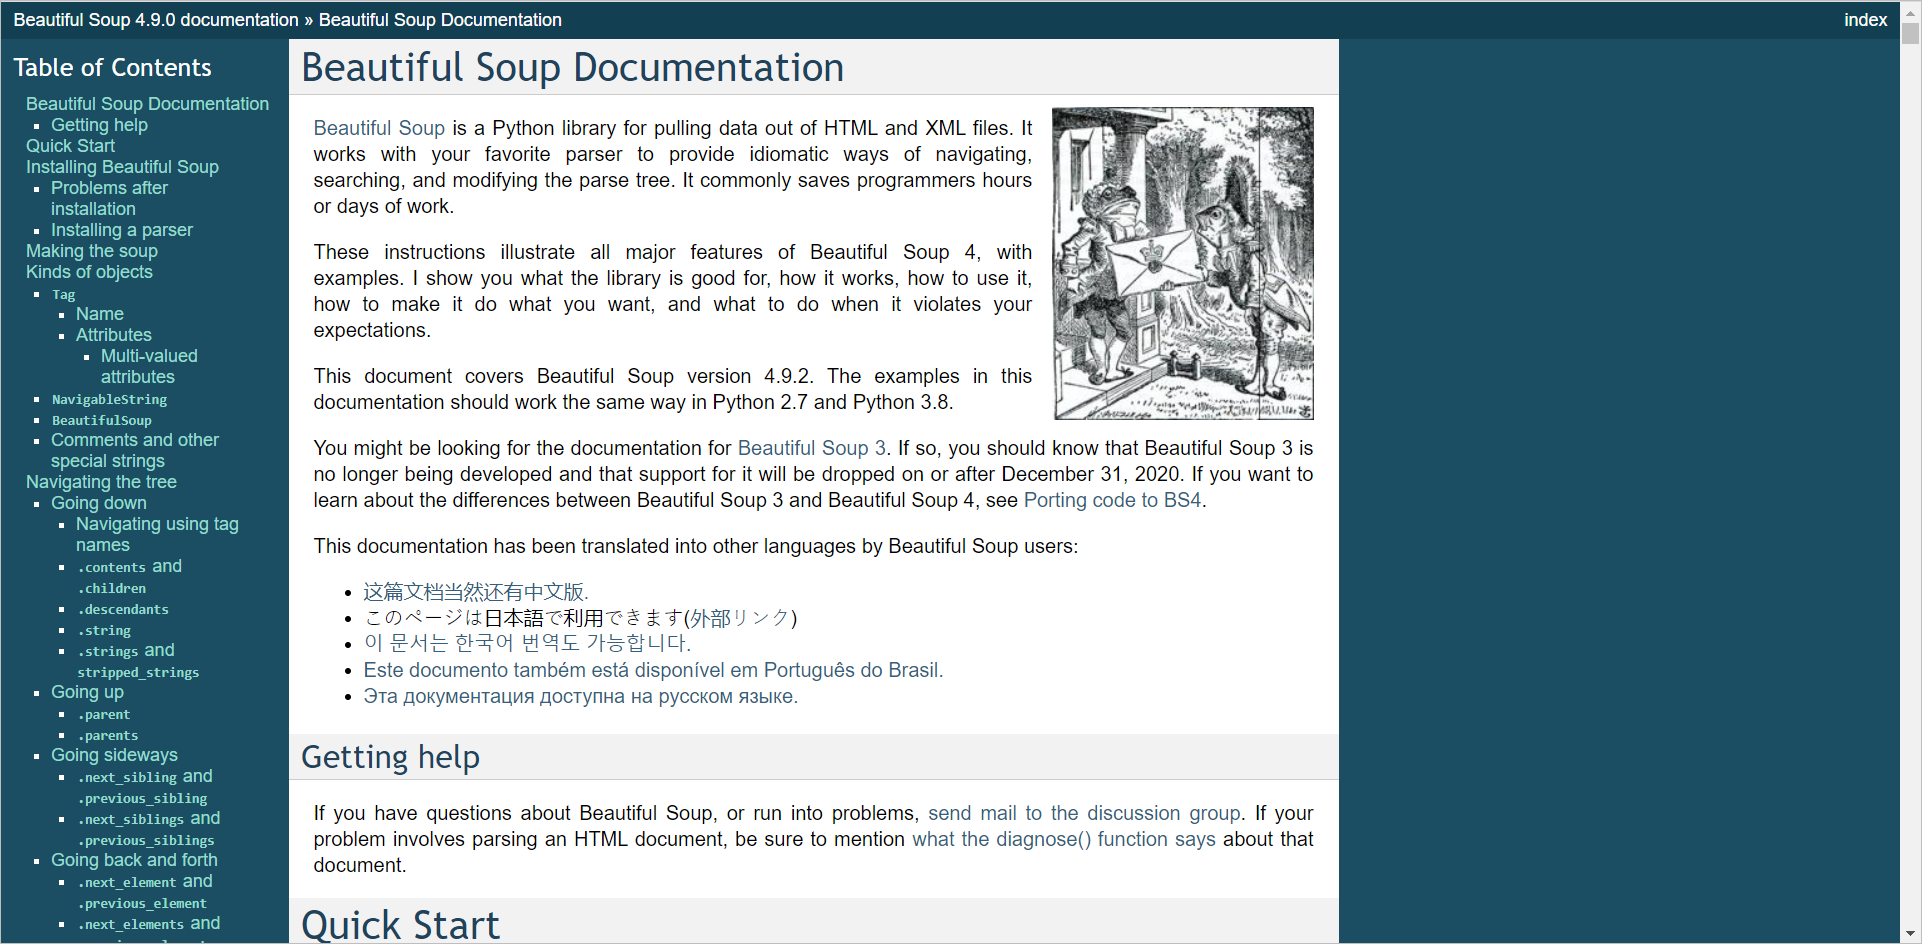 Beautiful Soup 4.9.0 documentation » Beautiful Soup Documentation
index
Table of Contents
Beautiful Soup Documentation
Getting help
Quick Start
Installing Beautiful Soup
Problems after
installation
Installing a parser
Making the soup
Kinds of objects
Tag
Name
Attributes
Multi-valued
attributes
NavigableString
BeautifulSoup
Comments and other
special strings
Navigating the tree
Going down
Navigating using tag
names
.contents and
.children
.descendants
.string
.strings and
stripped_strings
Going up
.parent
.parents
Going sideways
.next_sibling and
.previous_sibling
.next_siblings and
.previous_siblings
Going back and forth
.next_element and
.previous_element
.next_elements and
Beautiful Soup Documentation
Beautiful Soup is a Python library for pulling data out of HTML and XML files. It
works with your favorite parser to provide idiomatic ways of navigating,
searching, and modifying the parse tree. It commonly saves programmers hours
or days of work.
These instructions illustrate all major features of Beautiful Soup 4, with
examples. I show you what the library is good for, how it works, how to use it,
how to make it do what you want, and what to do when it violates your
expectations.
This document covers Beautiful Soup version 4.9.2. The examples in this
documentation should work the same way in Python 2.7 and Python 3.8.
You might be looking for the documentation for Beautiful Soup 3. If so, you should know that Beautiful Soup 3 is
no longer being developed and that support for it will be dropped on or after December 31, 2020. If you want to
learn about the differences between Beautiful Soup 3 and Beautiful Soup 4, see Porting code to BS4.
This documentation has been translated into other languages by Beautiful Soup users:
这篇文档当然还有中文版.
このページは日本語で利用できます(外部リンク)
이 문서는 한국어 번역도 가능합니다.
Este documento também está disponível em Português do Brasil.
Эта документация доступна на русском языке.
Getting help
If you have questions about Beautiful Soup, or run into problems, send mail to the discussion group. If your
problem involves parsing an HTML document, be sure to mention what the diagnose() function says about that
document.
Quick Start